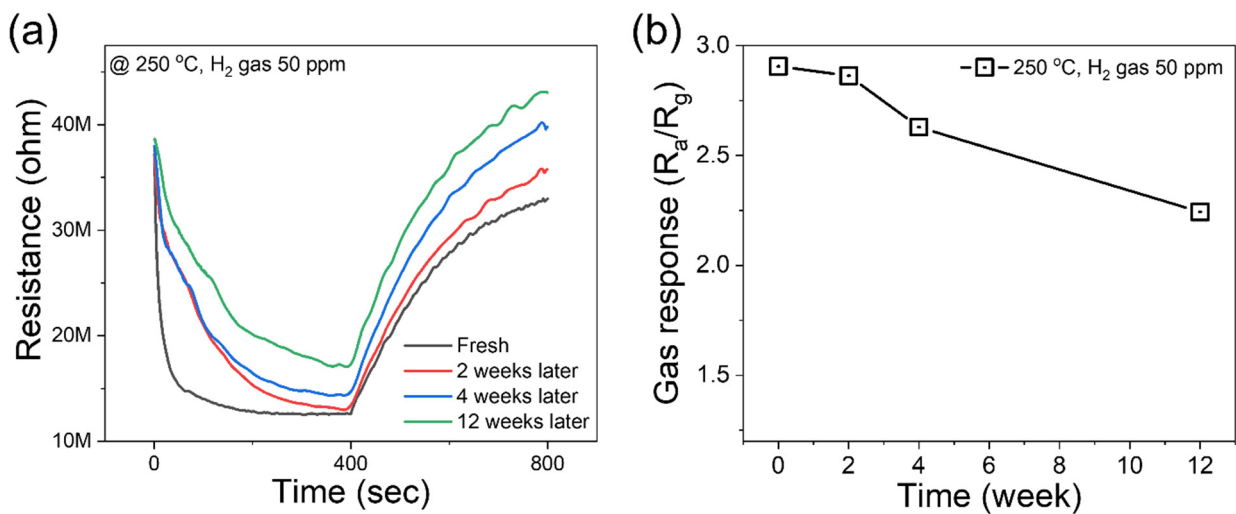 (a)
@ 250 °C, H₂ gas 50 ppm
Resistance (ohm)
40M
30M
20M
10M
Fresh
2 weeks later
4 weeks later
12 weeks later
0
400
800
Time (sec)
(b)
3.0
2.5
2.0
1.5
Gas response (Rₐ/R_g)
250 °C, H₂ gas 50 ppm
0
2
4
6
8
10
12
Time (week)